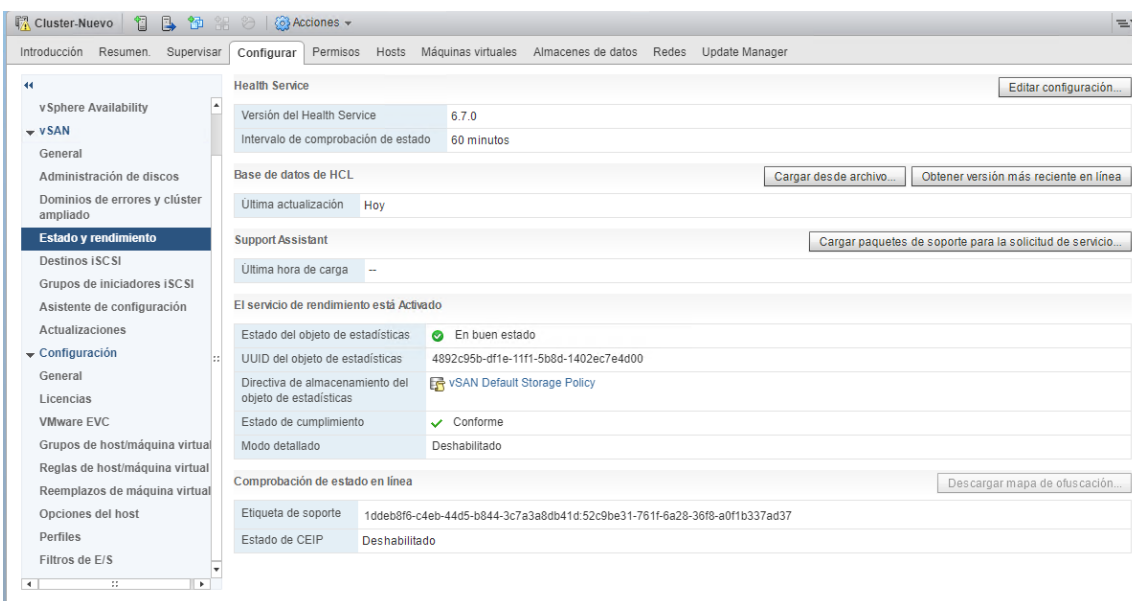 Cluster-Nuevo Acciones
Introducción Resumen. Supervisar Configurar Permisos Hosts Máquinas virtuales Almacenes de datos Redes Update Manager
vSphere Availability
vSAN
General
Administración de discos
Dominios de errores y clúster
ampliado
Estado y rendimiento
Destinos iSCSI
Grupos de iniciadores iSCSI
Asistente de configuración
Actualizaciones
Configuración
General
Licencias
VMware EVC
Grupos de host/máquina virtual
Reglas de host/máquina virtual
Reemplazos de máquina virtual
Opciones del host
Perfiles
Filtros de E/S
Health Service Editar configuración...
Versión del Health Service 6.7.0
Intervalo de comprobación de estado 60 minutos
Base de datos de HCL Cargar desde archivo... Obtener versión más reciente en línea
Última actualización Hoy
Support Assistant Cargar paquetes de soporte para la solicitud de servicio...
Última hora de carga --
El servicio de rendimiento está Activado
Estado del objeto de estadísticas En buen estado
UUID del objeto de estadísticas 4892c95b-df1e-11f1-5b8d-1402ec7e4d00
Directiva de almacenamiento del vSAN Default Storage Policy
objeto de estadísticas
Estado de cumplimiento Conforme
Modo detallado Deshabilitado
Comprobación de estado en línea Descargar mapa de ofuscación...
Etiqueta de soporte 1ddeb8f6-c4eb-44d5-b844-3c7a3a8db41d:52c9be31-761f-6a28-36f8-a0f1b337ad37
Estado de CEIP Deshabilitado